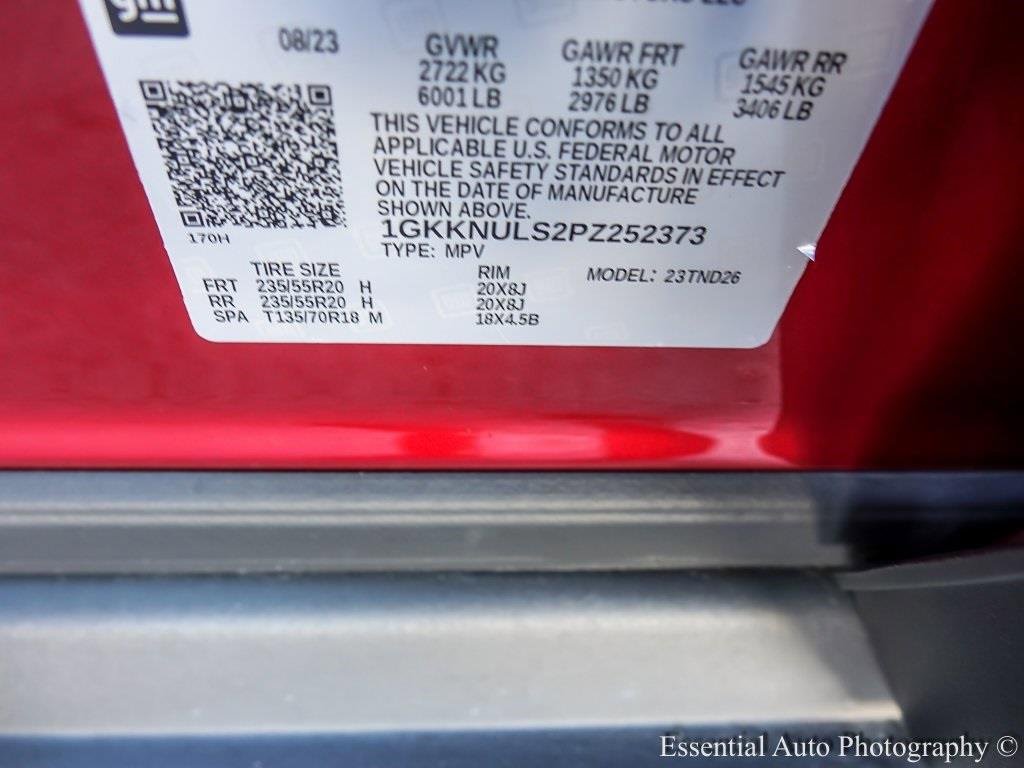 gm
08/23
GVWR
2722 KG
6001 LB
GAWR FRT
1350 KG
2976 LB
GAWR RR
1545 KG
3406 LB
THIS VEHICLE CONFORMS TO ALL
APPLICABLE U.S. FEDERAL MOTOR
VEHICLE SAFETY STANDARDS IN EFFECT
ON THE DATE OF MANUFACTURE
SHOWN ABOVE.
170H
1GKKNULS2PZ252373
TYPE: MPV
TIRE SIZE RIM MODEL: 23TND26
FRT 235/55R20 H 20X8J
RR 235/55R20 H 20X8J
SPA T135/70R18 M 18X4.5B
Essential Auto Photography ©